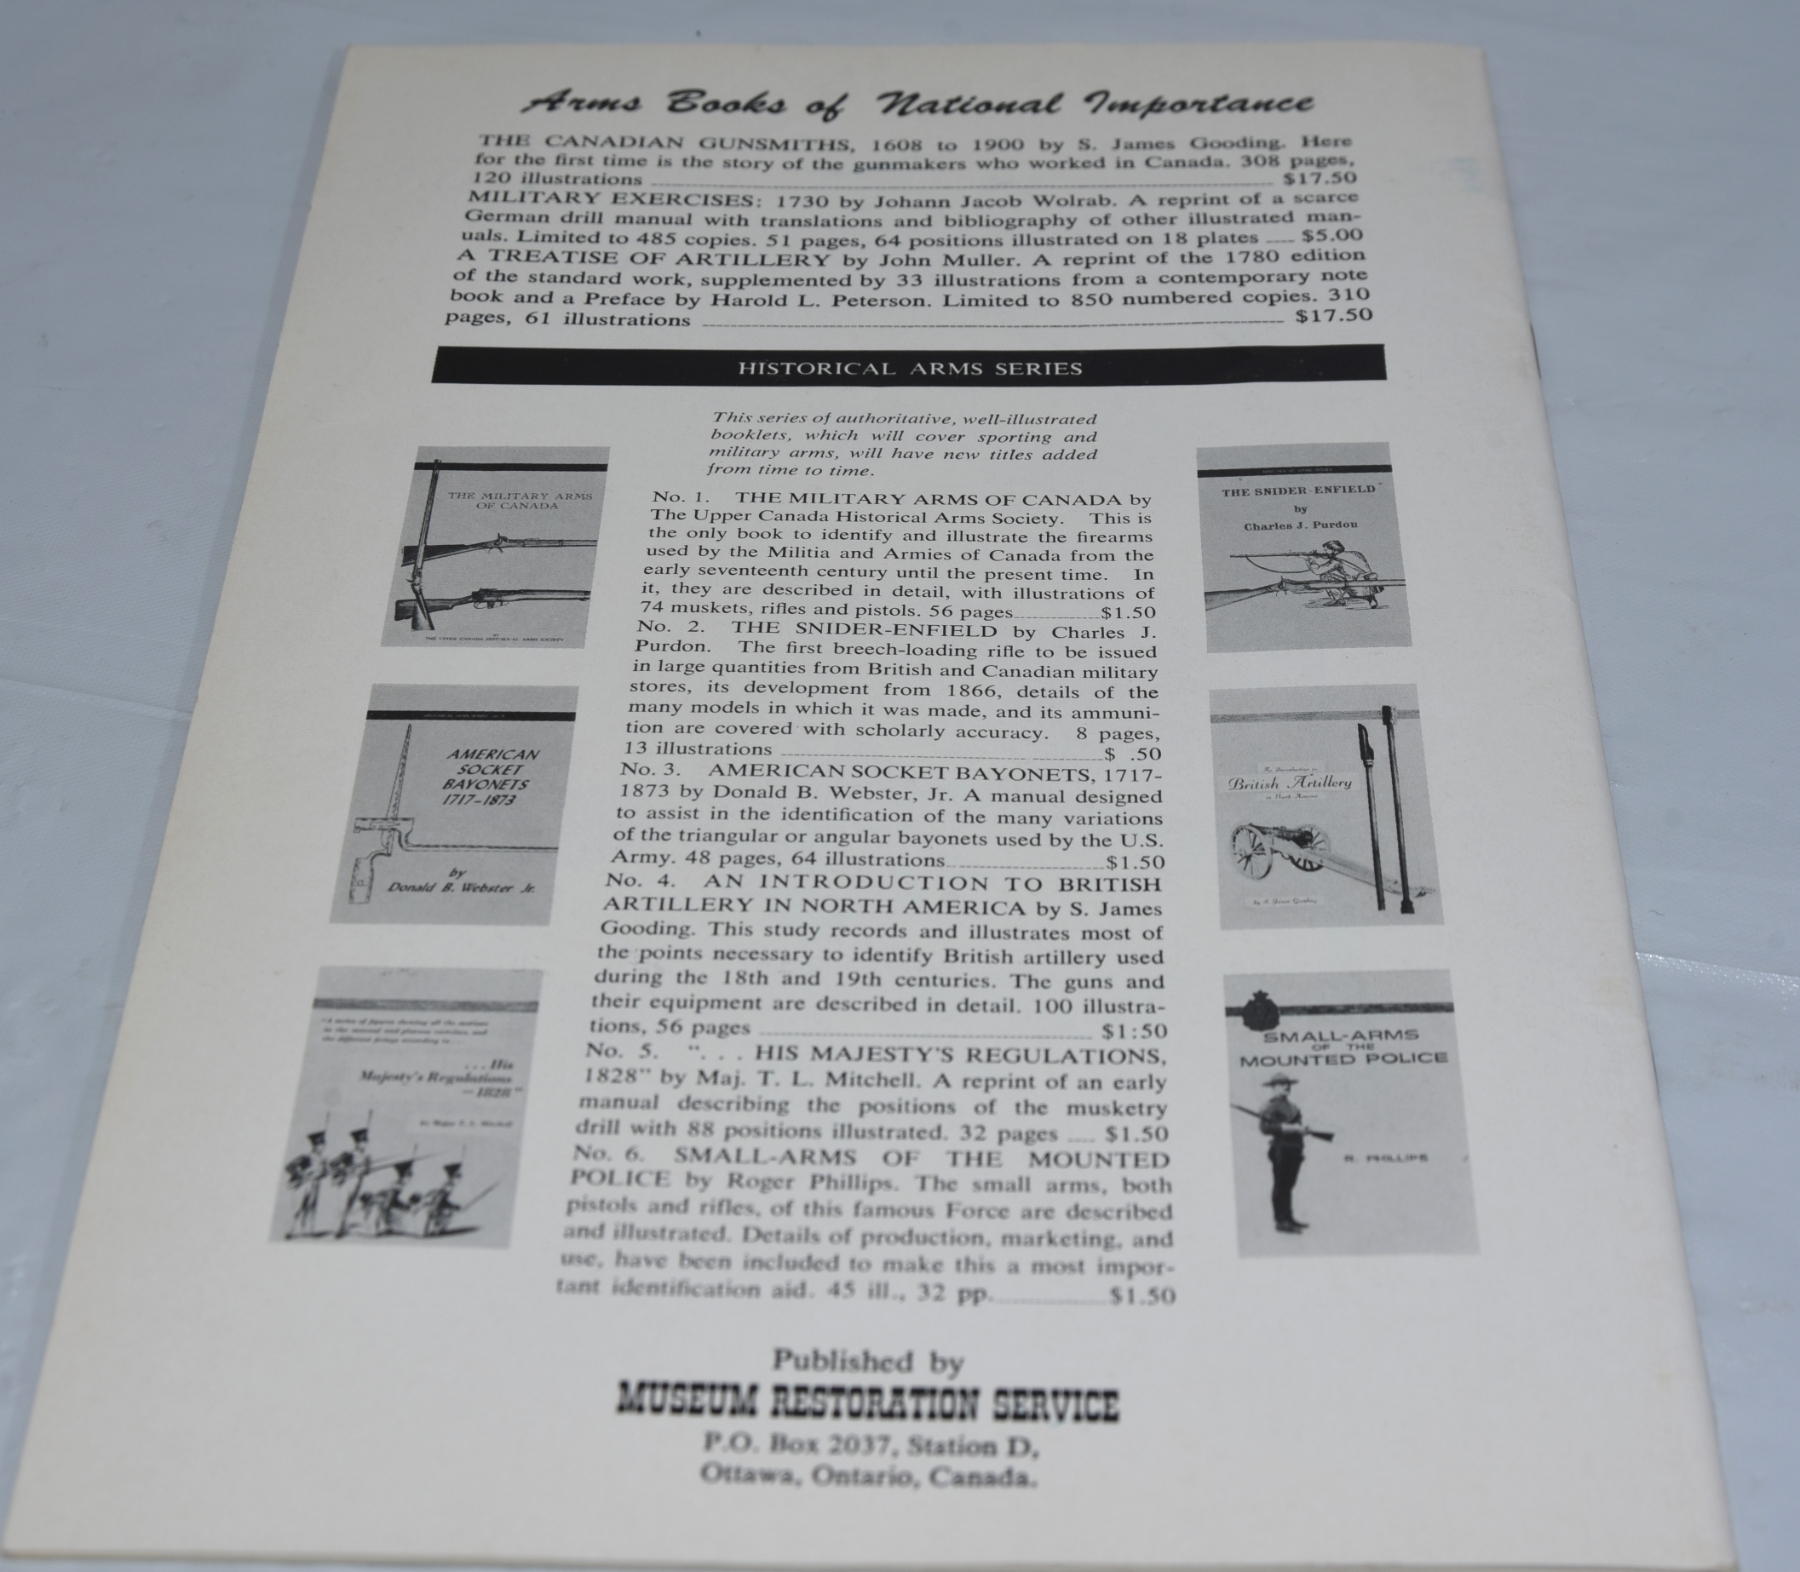 Arms Books of National Importance
THE CANADIAN GUNSMITHS, 1608 to 1900 by S. James Gooding. Here
for the first time is the story of the gunmakers who worked in Canada. 308 pages,
120 illustrations $17.50
MILITARY EXERCISES: 1730 by Johann Jacob Wolrab. A reprint of a scarce
German drill manual with translations and bibliography of other illustrated man-
uals. Limited to 485 copies. 51 pages, 64 positions illustrated on 18 plates $5.00
A TREATISE OF ARTILLERY by John Muller. A reprint of the 1780 edition
of the standard work, supplemented by 33 illustrations from a contemporary note
book and a Preface by Harold L. Peterson. Limited to 850 numbered copies. 310
pages, 61 illustrations $17.50
HISTORICAL ARMS SERIES
This series of authoritative, well-illustrated
booklets, which will cover sporting and
military arms, will have new titles added
from time to time.
No. 1. THE MILITARY ARMS OF CANADA by
The Upper Canada Historical Arms Society. This is
the only book to identify and illustrate the firearms
used by the Militia and Armies of Canada from the
early seventeenth century until the present time. In
it, they are described in detail, with illustrations of
74 muskets, rifles and pistols. 56 pages $1.50
No. 2. THE SNIDER-ENFIELD by Charles J.
Purdon. The first breech-loading rifle to be issued
in large quantities from British and Canadian military
stores, its development from 1866, details of the
many models in which it was made, and its ammuni-
tion are covered with scholarly accuracy. 8 pages,
13 illustrations $ .50
No. 3. AMERICAN SOCKET BAYONETS, 1717-
1873 by Donald B. Webster, Jr. A manual designed
to assist in the identification of the many variations
of the triangular or angular bayonets used by the U.S.
Army. 48 pages, 64 illustrations $1.50
No. 4. AN INTRODUCTION TO BRITISH
ARTILLERY IN NORTH AMERICA by S. James
Gooding. This study records and illustrates most of
the points necessary to identify British artillery used
during the 18th and 19th centuries. The guns and
their equipment are described in detail. 100 illustra-
tions, 56 pages $1:50
No. 5. ". . . HIS MAJESTY'S REGULATIONS,
1828" by Maj. T. L. Mitchell. A reprint of an early
manual describing the positions of the musketry
drill with 88 positions illustrated. 32 pages $1.50
No. 6. SMALL-ARMS OF THE MOUNTED
POLICE by Roger Phillips. The small arms, both
pistols and rifles, of this famous Force are described
and illustrated. Details of production, marketing, and
use, have been included to make this a most impor-
tant identification aid. 45 ill., 32 pp. $1.50
THE MILITARY ARMS
OF CANADA
BY
THE UPPER CANADA HISTORICAL ARMS SOCIETY
AMERICAN
SOCKET
BAYONETS
1717-1873
by
Donald B. Webster Jr.
. . . His
Majesty's Regulations
— 1828"
THE SNIDER-ENFIELD
by
Charles J. Purdon
An Introduction to
British Artillery
in North America
by S. James Gooding
SMALL-ARMS
OF THE
MOUNTED POLICE
R. PHILLIPS
Published by
MUSEUM RESTORATION SERVICE
P.O. Box 2037, Station D,
Ottawa, Ontario, Canada.